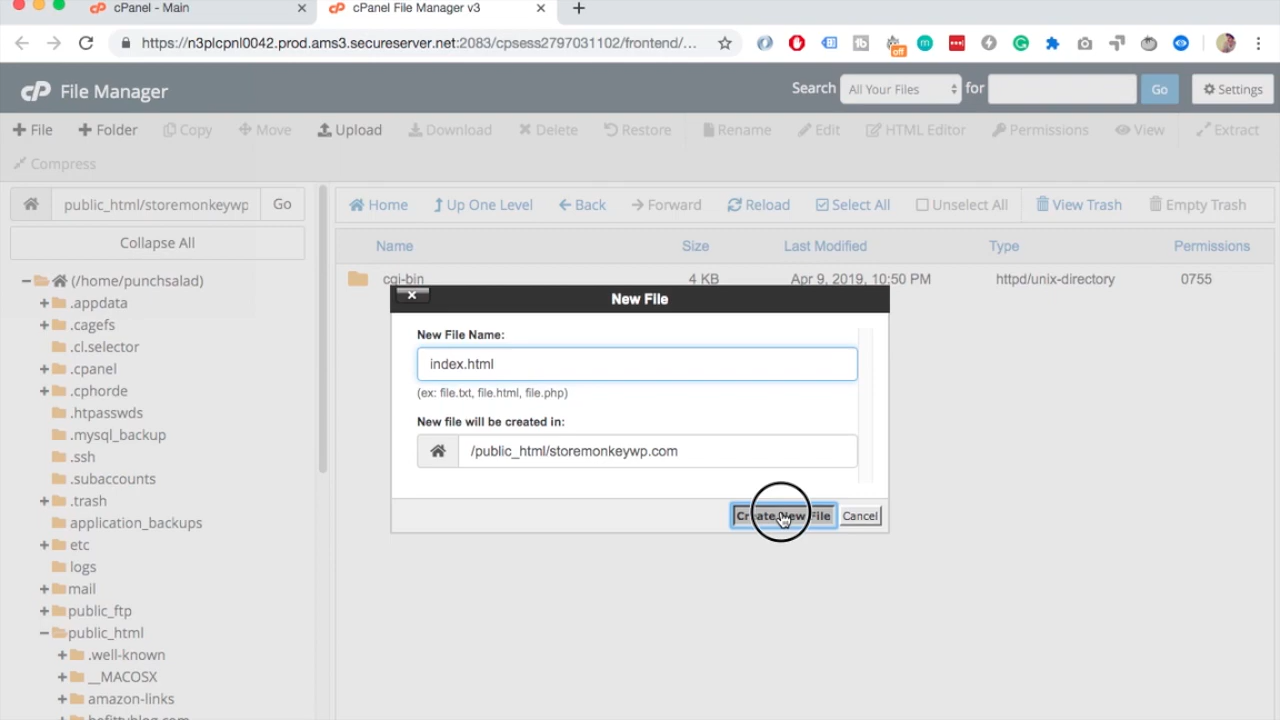 cPanel - Main
cPanel File Manager v3
https://n3plcpnl0042.prod.ams3.secureserver.net:2083/cpsess2797031102/frontend/...
off
cP File Manager
Search All Your Files for Go Settings
File Folder Copy Move Upload Download Delete Restore Rename Edit HTML Editor Permissions View Extract
Compress
public_html/storemonkeywp Go
Home Up One Level Back Forward Reload Select All Unselect All View Trash Empty Trash
Collapse All
Name Size Last Modified Type Permissions
cgi-bin 4 KB Apr 9, 2019, 10:50 PM httpd/unix-directory 0755
New File
New File Name:
index.html
(ex: file.txt, file.html, file.php)
New file will be created in:
/public_html/storemonkeywp.com
Create New File Cancel
(/home/punchsalad)
.appdata
.cagefs
.cl.selector
.cpanel
.cphorde
.htpasswds
.mysql_backup
.ssh
.subaccounts
.trash
application_backups
etc
logs
mail
public_ftp
public_html
.well-known
__MACOSX
amazon-links